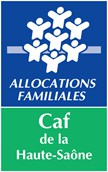 ALLOCATIONS
FAMILIALES
Caf
de la
Haute-Saône